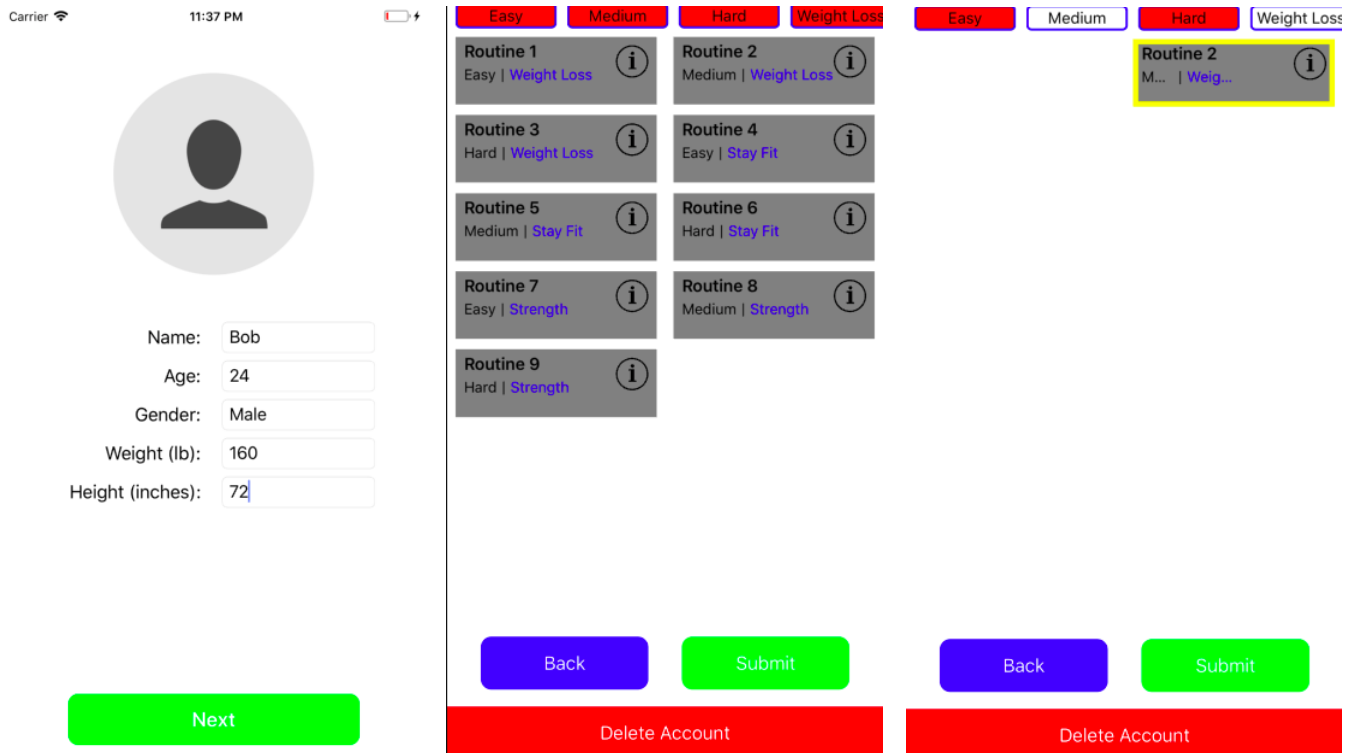 Carrier 11:37 PM
Name: Bob
Age: 24
Gender: Male
Weight (lb): 160
Height (inches): 72
Next
Easy Medium Hard Weight Loss
Routine 1 i Routine 2 i
Easy | Weight Loss Medium | Weight Loss
Routine 3 i Routine 4 i
Hard | Weight Loss Easy | Stay Fit
Routine 5 i Routine 6 i
Medium | Stay Fit Hard | Stay Fit
Routine 7 i Routine 8 i
Easy | Strength Medium | Strength
Routine 9 i
Hard | Strength
Back Submit
Delete Account
Easy Medium Hard Weight Loss
Routine 2 i
M... | Weig...
Back Submit
Delete Account